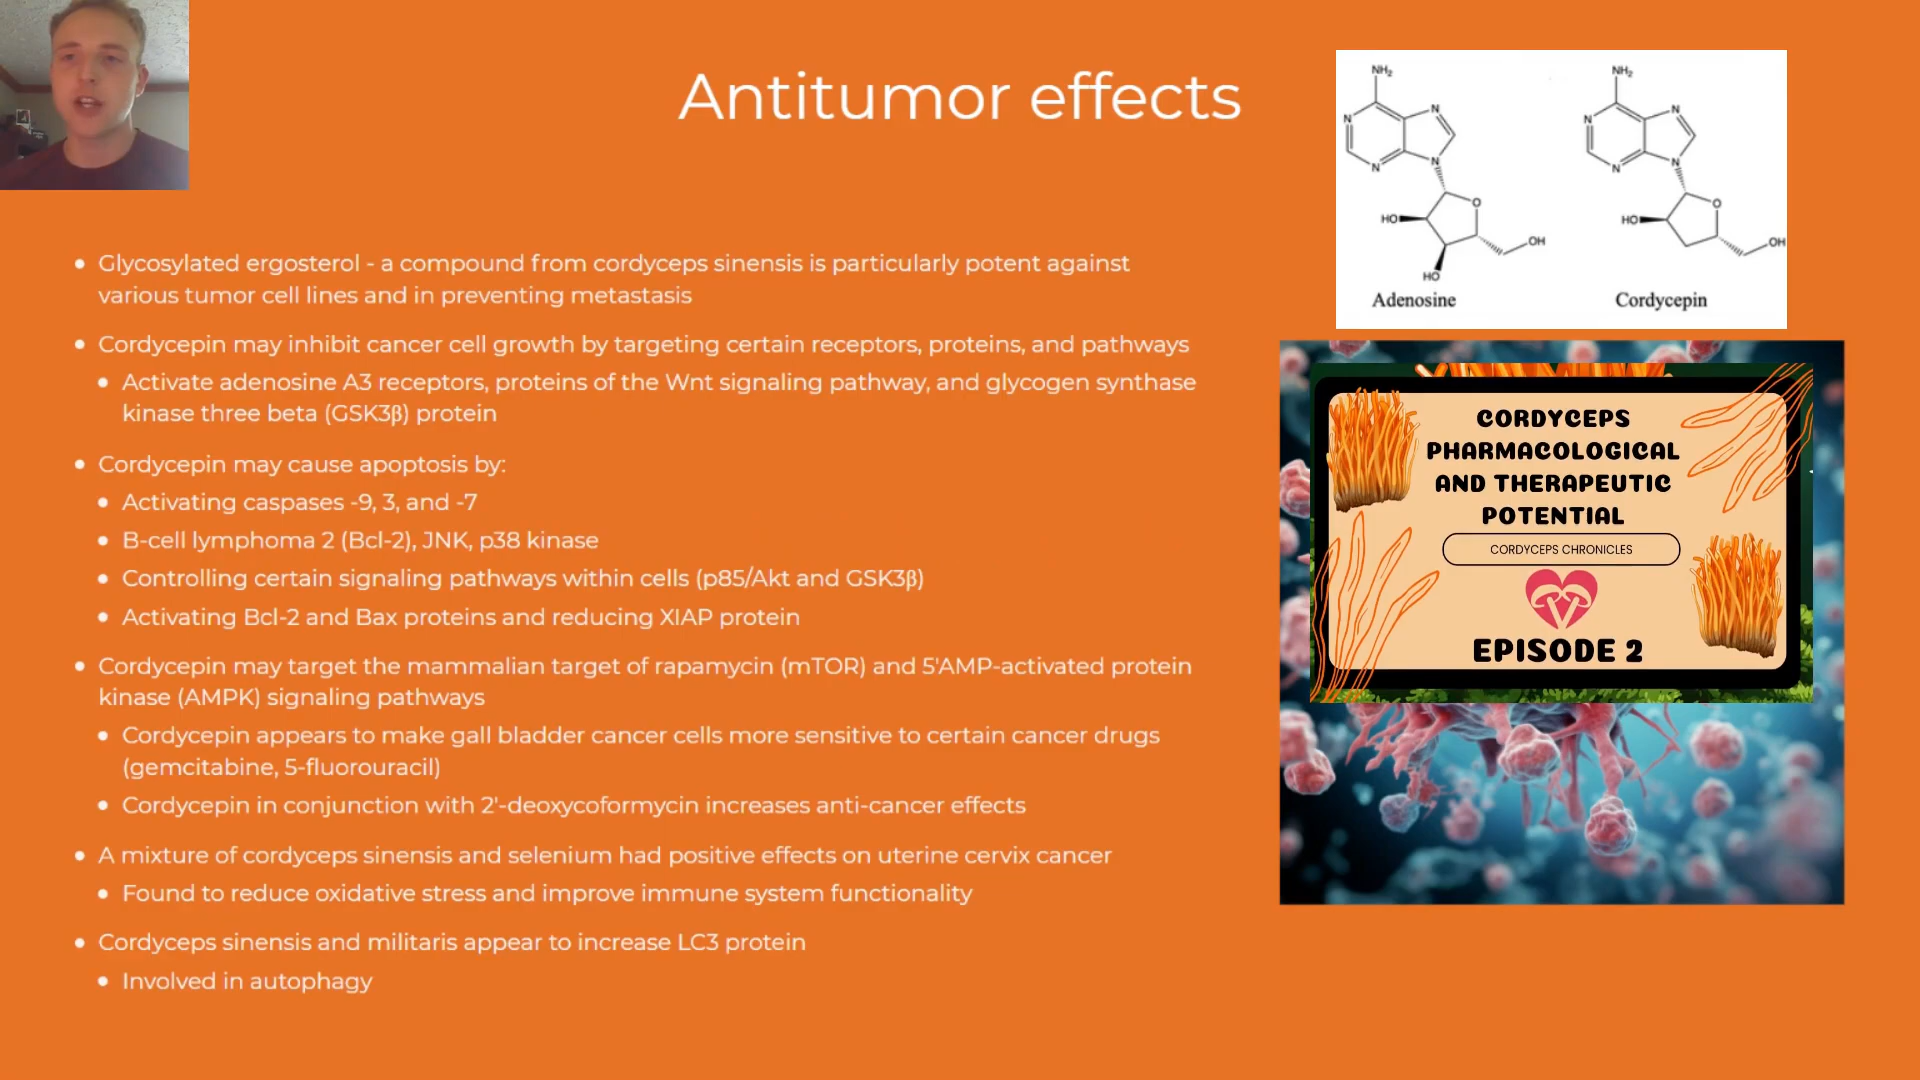 Antitumor effects
Glycosylated ergosterol - a compound from cordyceps sinensis is particularly potent against
various tumor cell lines and in preventing metastasis
Cordycepin may inhibit cancer cell growth by targeting certain receptors, proteins, and pathways
Activate adenosine A3 receptors, proteins of the Wnt signaling pathway, and glycogen synthase
kinase three beta (GSK3β) protein
Cordycepin may cause apoptosis by:
Activating caspases -9, 3, and -7
B-cell lymphoma 2 (Bcl-2), JNK, p38 kinase
Controlling certain signaling pathways within cells (p85/Akt and GSK3β)
Activating Bcl-2 and Bax proteins and reducing XIAP protein
Cordycepin may target the mammalian target of rapamycin (mTOR) and 5'AMP-activated protein
kinase (AMPK) signaling pathways
Cordycepin appears to make gall bladder cancer cells more sensitive to certain cancer drugs
(gemcitabine, 5-fluorouracil)
Cordycepin in conjunction with 2'-deoxycoformycin increases anti-cancer effects
A mixture of cordyceps sinensis and selenium had positive effects on uterine cervix cancer
Found to reduce oxidative stress and improve immune system functionality
Cordyceps sinensis and militaris appear to increase LC3 protein
Involved in autophagy
NH₂ NH₂
N N N N
N N N N
O O
HO HO
OH OH
HO
Adenosine Cordycepin
CORDYCEPS
PHARMACOLOGICAL
AND THERAPEUTIC
POTENTIAL
CORDYCEPS CHRONICLES
EPISODE 2